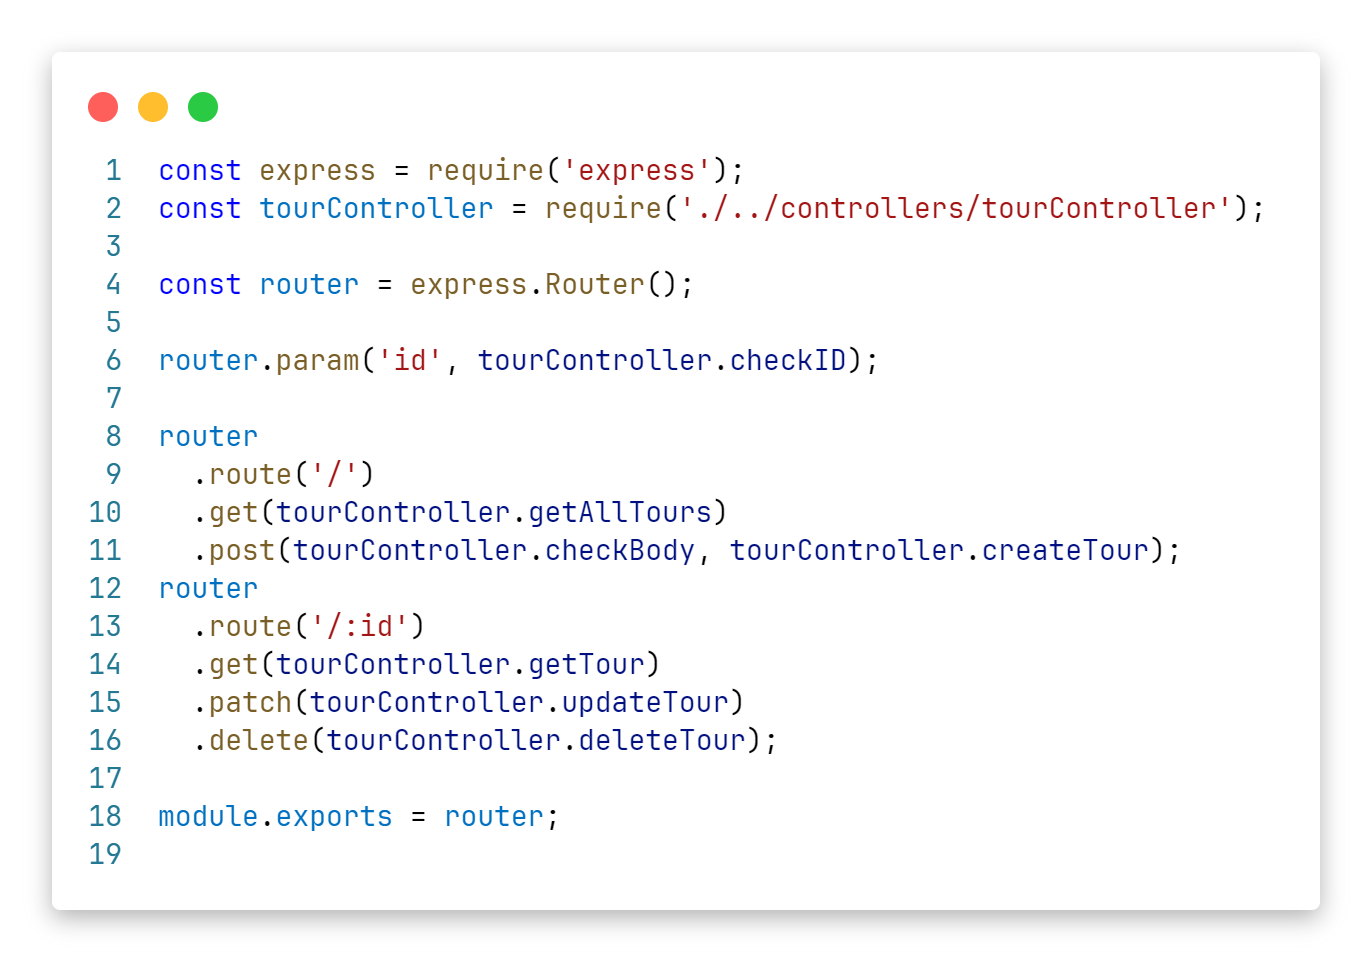 1 const express = require('express');
2 const tourController = require('./../controllers/tourController');
3
4 const router = express.Router();
5
6 router.param('id', tourController.checkID);
7
8 router
9   .route('/')
10   .get(tourController.getAllTours)
11   .post(tourController.checkBody, tourController.createTour);
12 router
13   .route('/:id')
14   .get(tourController.getTour)
15   .patch(tourController.updateTour)
16   .delete(tourController.deleteTour);
17
18 module.exports = router;
19